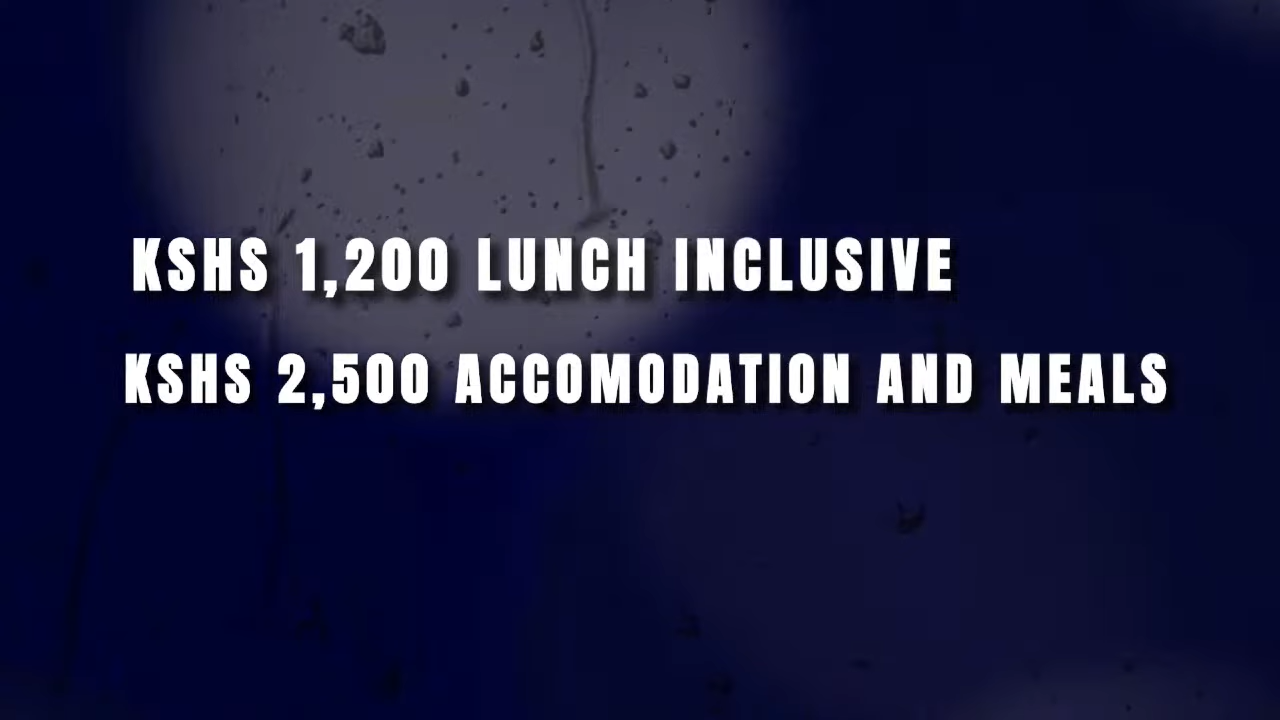 KSHS 1,200 LUNCH INCLUSIVE
KSHS 2,500 ACCOMODATION AND MEALS